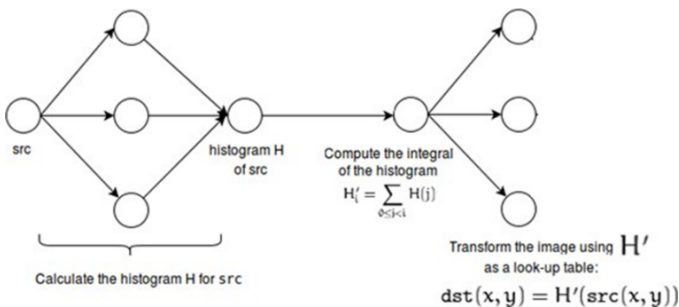 src
histogram H
of src
Compute the integral
of the histogram
H'ᵢ = ∑ H(j)
0≤j<i
Calculate the histogram H for src
Transform the image using H'
as a look-up table:
dst(x, y) = H'(src(x, y))